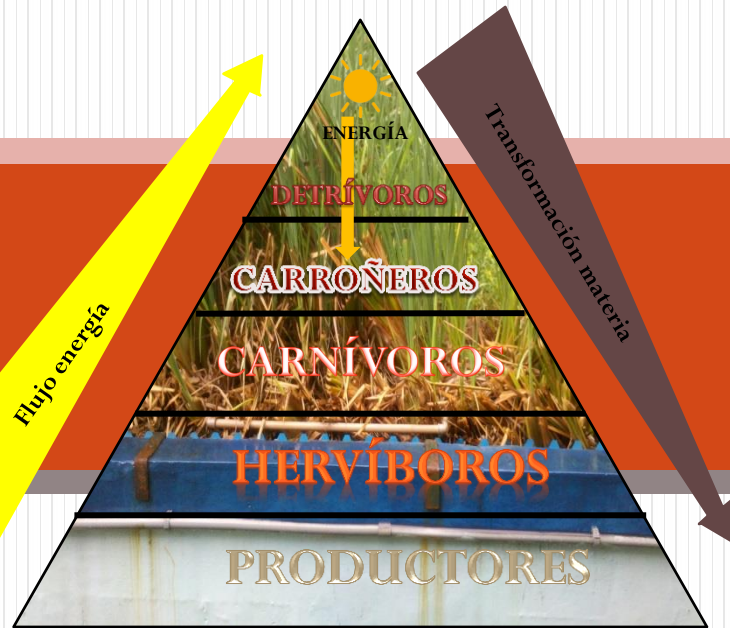 ENERGÍA
DETRÍVOROS
CARROÑEROS
CARNÍVOROS
HERVÍBOROS
PRODUCTORES
Flujo energía
Transformación materia